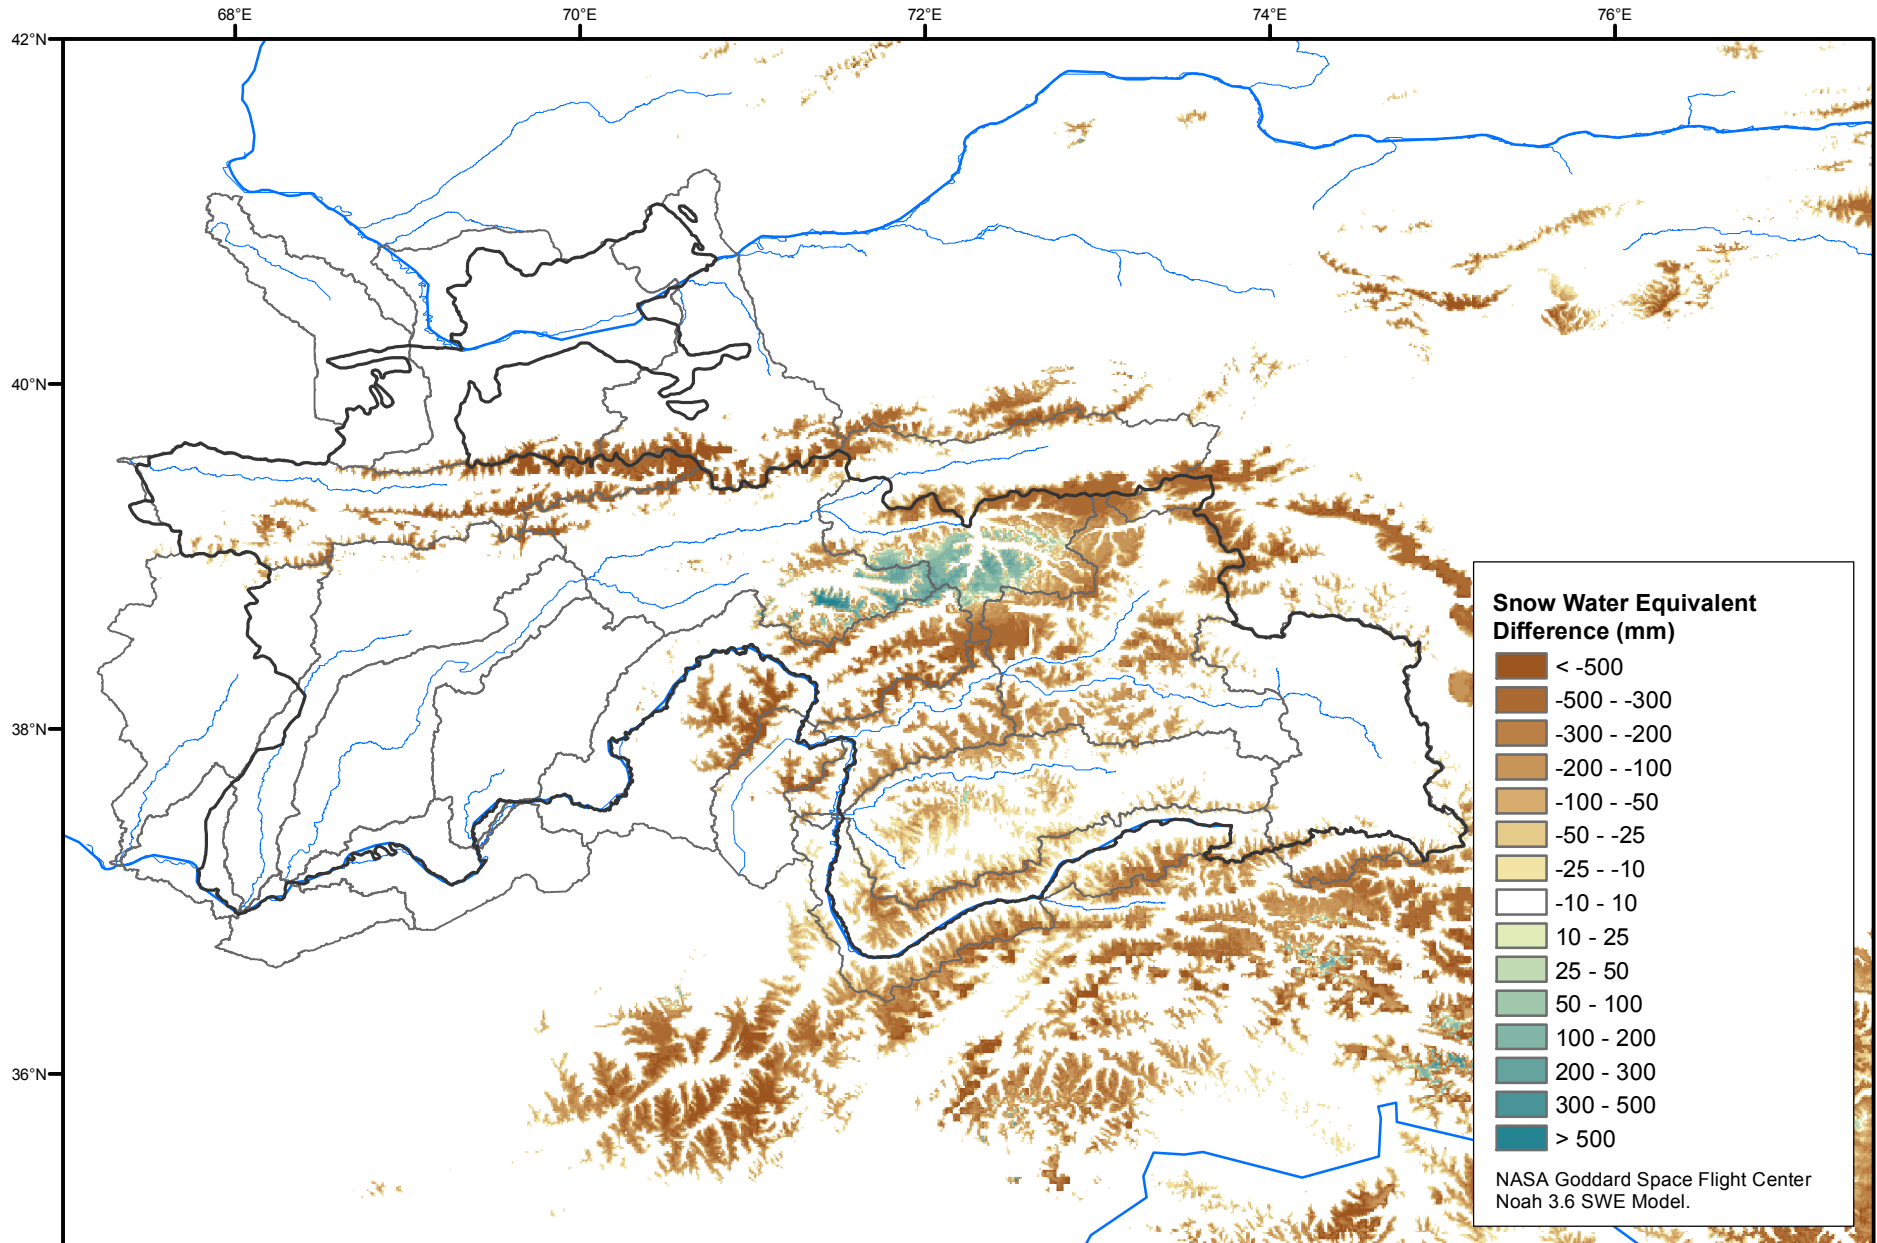 68°E
70°E
72°E
74°E
76°E
42°N
40°N
38°N
36°N
Snow Water Equivalent
Difference (mm)
< -500
-500 - -300
-300 - -200
-200 - -100
-100 - -50
-50 - -25
-25 - -10
-10 - 10
10 - 25
25 - 50
50 - 100
100 - 200
200 - 300
300 - 500
> 500
NASA Goddard Space Flight Center
Noah 3.6 SWE Model.